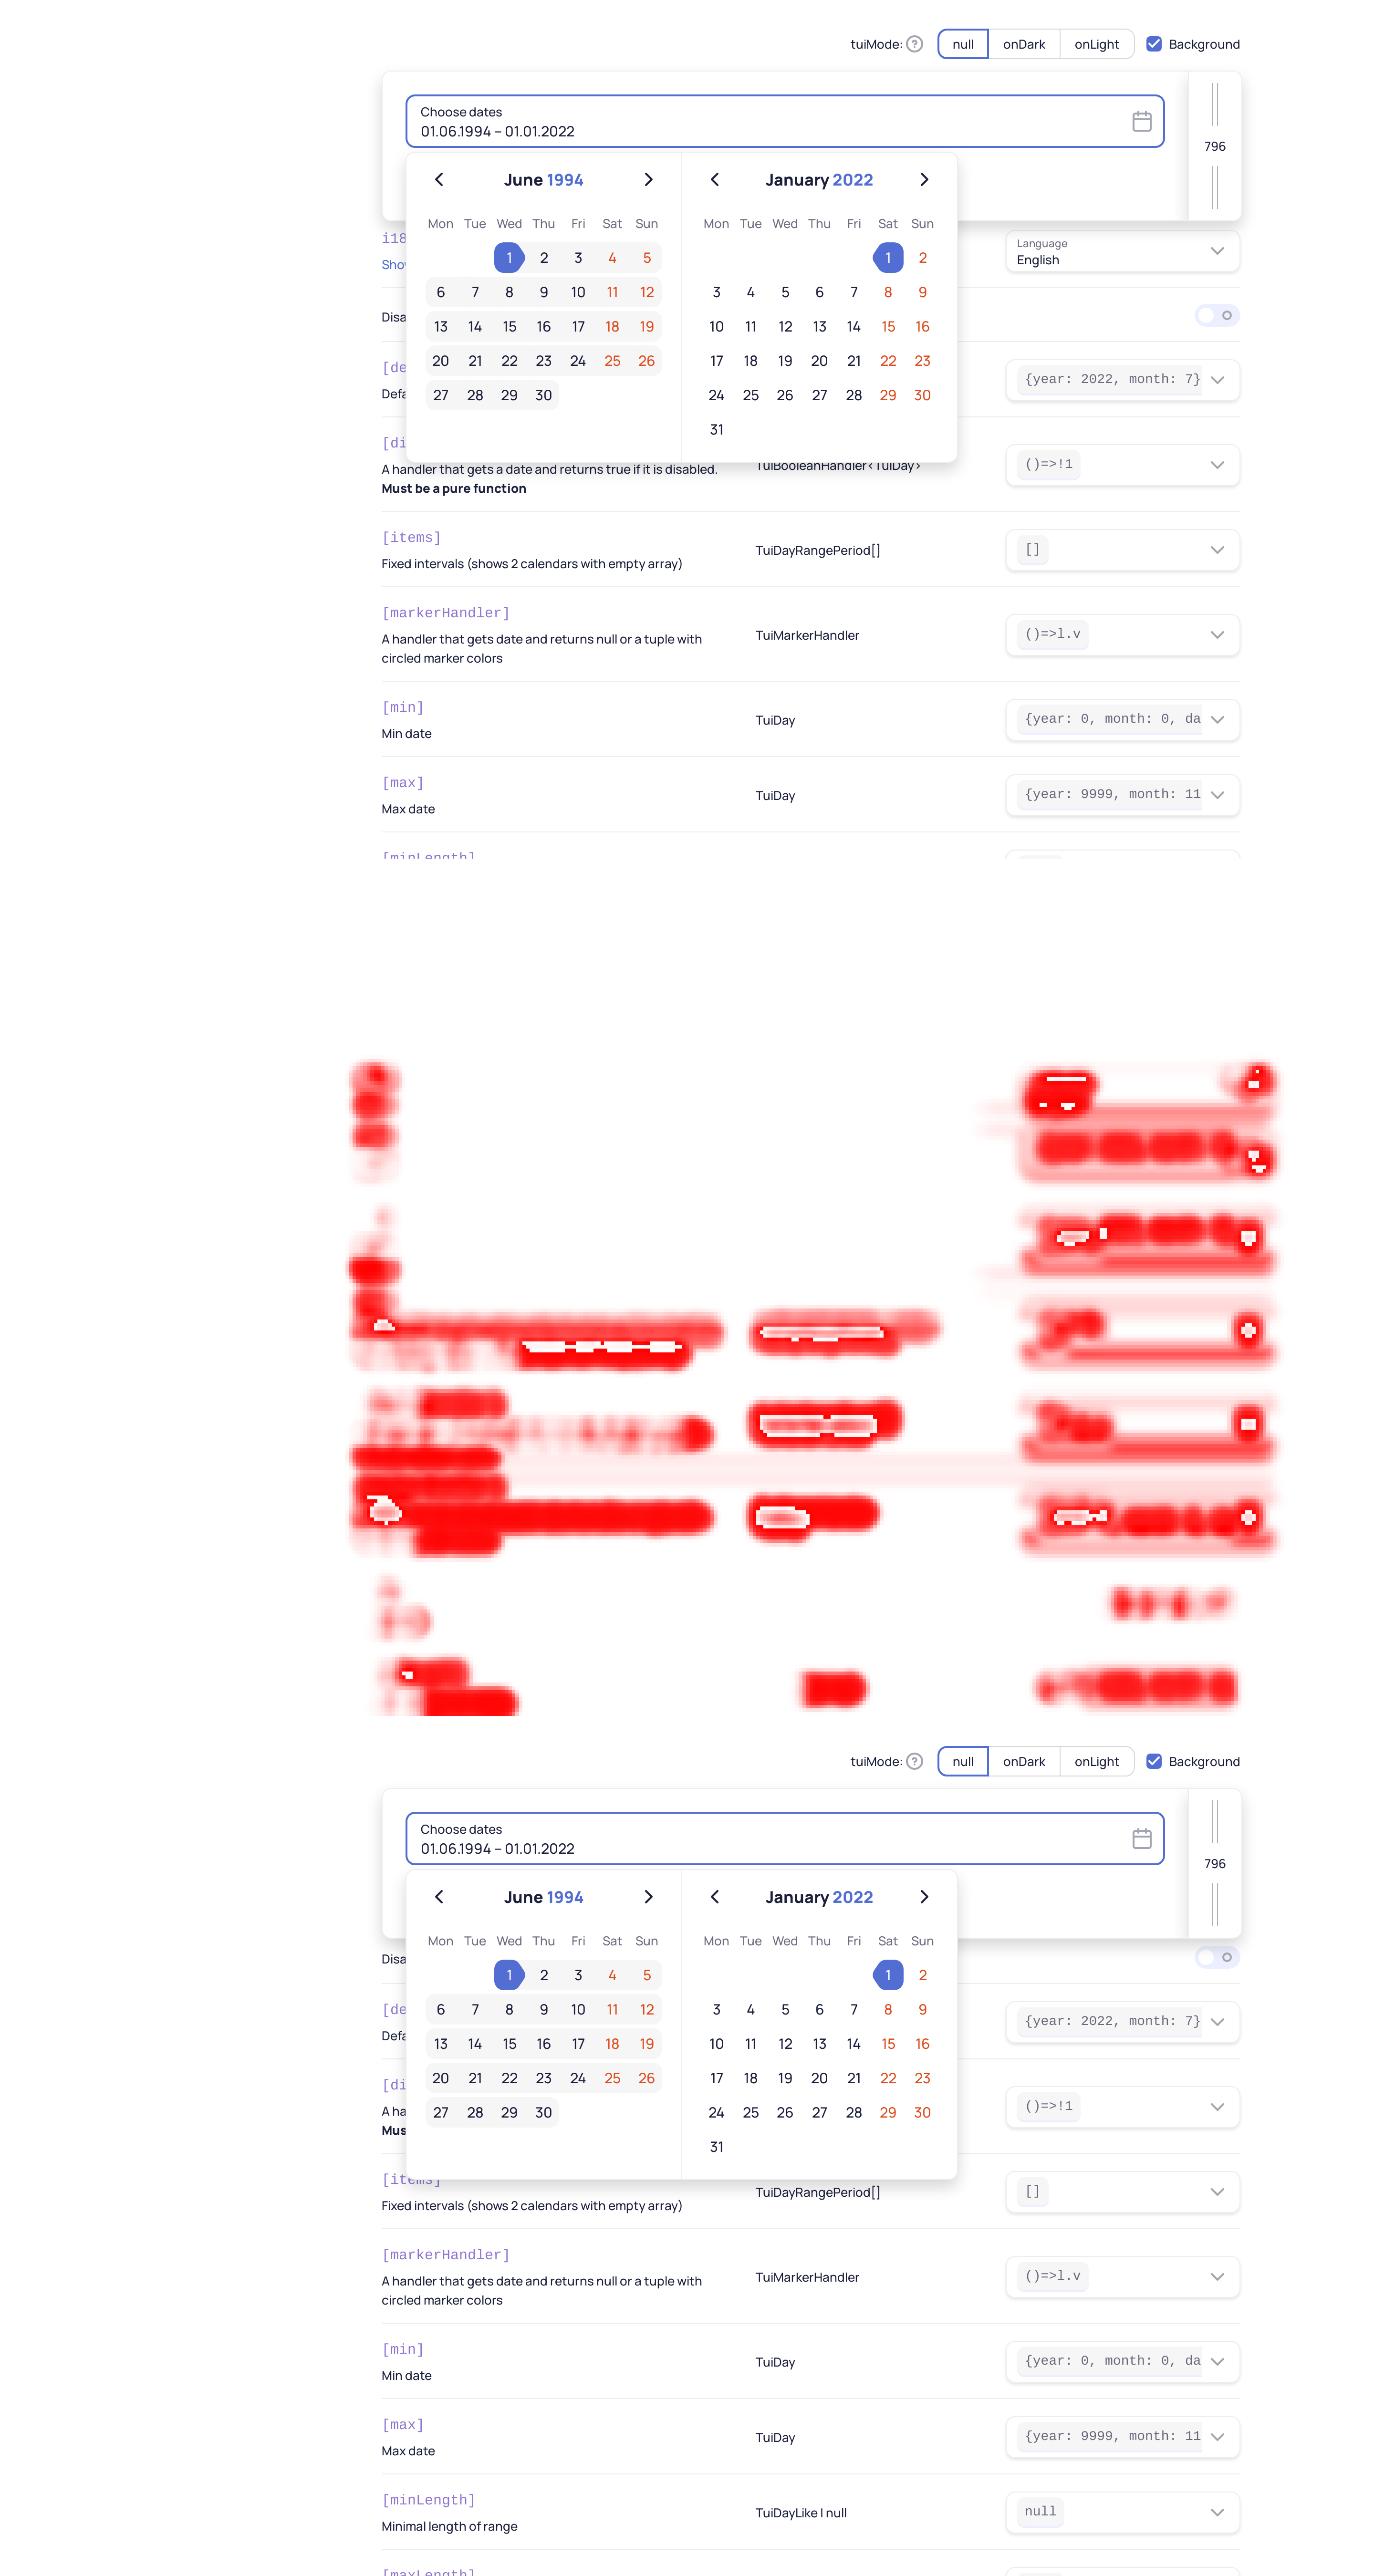 tuiMode: ? null onDark onLight Background
Choose dates
01.06.1994 – 01.01.2022
796
June 1994 January 2022
Mon Tue Wed Thu Fri Sat Sun Mon Tue Wed Thu Fri Sat Sun
i18
Language
English
Sho
1 2 3 4 5 1 2
6 7 8 9 10 11 12 3 4 5 6 7 8 9
Disa
13 14 15 16 17 18 19 10 11 12 13 14 15 16
20 21 22 23 24 25 26 17 18 19 20 21 22 23
[de
{year: 2022, month: 7}
Defa
27 28 29 30 24 25 26 27 28 29 30
31
[di
A handler that gets a date and returns true if it is disabled. TuiBooleanHandler<TuiDay> ()=>!1
Must be a pure function
[items]
TuiDayRangePeriod[] []
Fixed intervals (shows 2 calendars with empty array)
[markerHandler]
A handler that gets date and returns null or a tuple with TuiMarkerHandler ()=>l.v
circled marker colors
[min]
TuiDay {year: 0, month: 0, da
Min date
[max]
TuiDay {year: 9999, month: 11
Max date
[minLength]
tuiMode: ? null onDark onLight Background
Choose dates
01.06.1994 – 01.01.2022
796
June 1994 January 2022
Mon Tue Wed Thu Fri Sat Sun Mon Tue Wed Thu Fri Sat Sun
Disa
1 2 3 4 5 1 2
6 7 8 9 10 11 12 3 4 5 6 7 8 9
[de
{year: 2022, month: 7}
Defa
13 14 15 16 17 18 19 10 11 12 13 14 15 16
20 21 22 23 24 25 26 17 18 19 20 21 22 23
[di
()=>!1
A ha
27 28 29 30 24 25 26 27 28 29 30
Mus
31
[items]
TuiDayRangePeriod[] []
Fixed intervals (shows 2 calendars with empty array)
[markerHandler]
A handler that gets date and returns null or a tuple with TuiMarkerHandler ()=>l.v
circled marker colors
[min]
TuiDay {year: 0, month: 0, da
Min date
[max]
TuiDay {year: 9999, month: 11
Max date
[minLength]
TuiDayLike | null null
Minimal length of range
[maxLength]